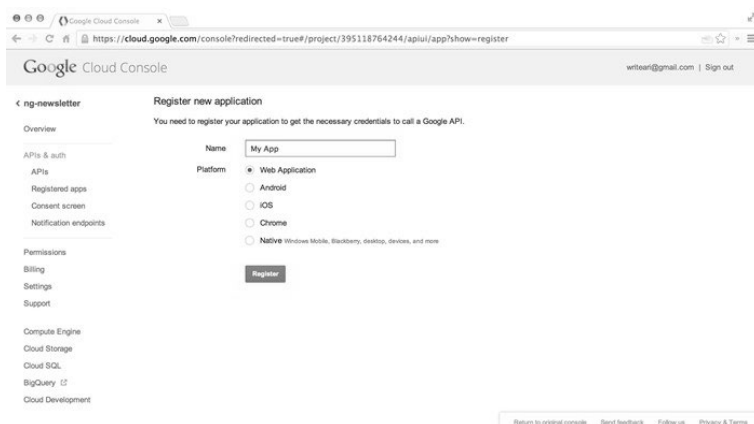 Google Cloud Console
https://cloud.google.com/console?redirected=true#/project/395118764244/apiui/app?show=register
Google Cloud Console
writeari@gmail.com | Sign out
< ng-newsletter
Register new application
You need to register your application to get the necessary credentials to call a Google API.
Overview
Name My App
APIs & auth
Platform Web Application
APIs
Android
Registered apps
iOS
Consent screen
Chrome
Notification endpoints
Native Windows Mobile, Blackberry, desktop, devices, and more
Permissions
Billing
Register
Settings
Support
Compute Engine
Cloud Storage
Cloud SQL
BigQuery
Cloud Development
Return to original console Send feedback Follow us Privacy & Terms